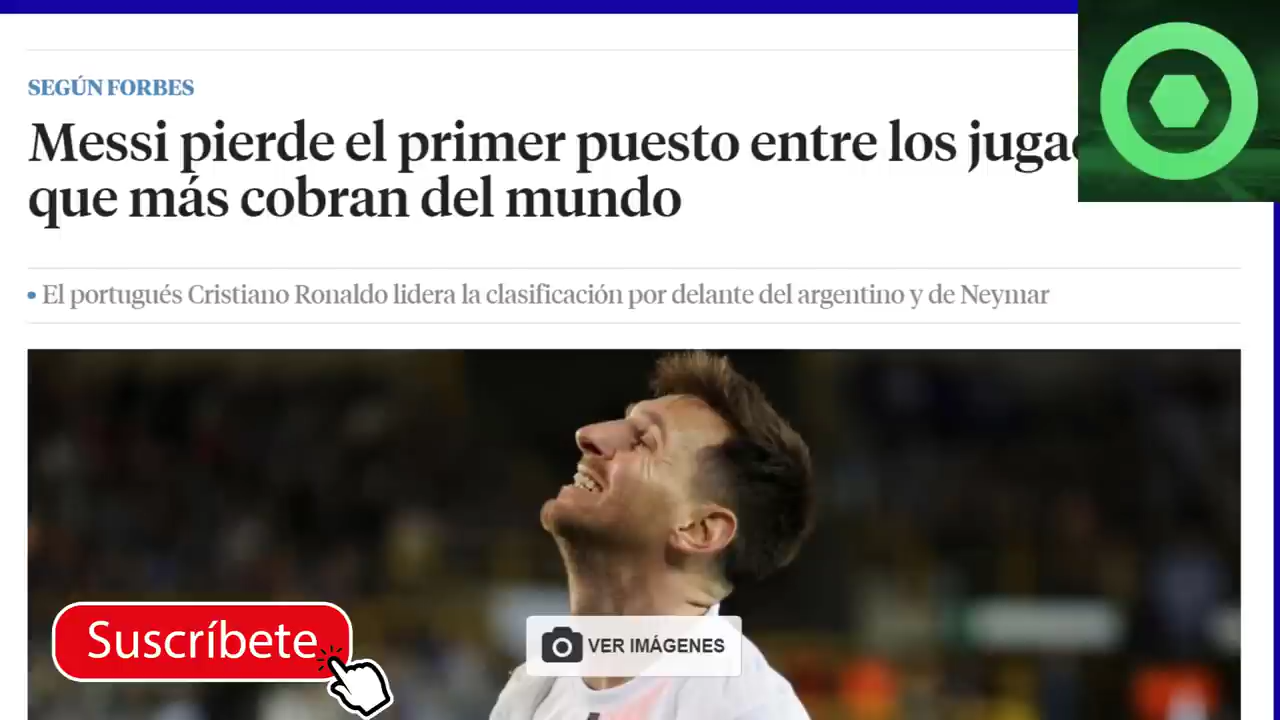 SEGÚN FORBES
Messi pierde el primer puesto entre los
que más cobran del mundo
• El portugués Cristiano Ronaldo lidera la clasificación por delante del argentino y de Neymar
VER IMÁGENES
Suscríbete